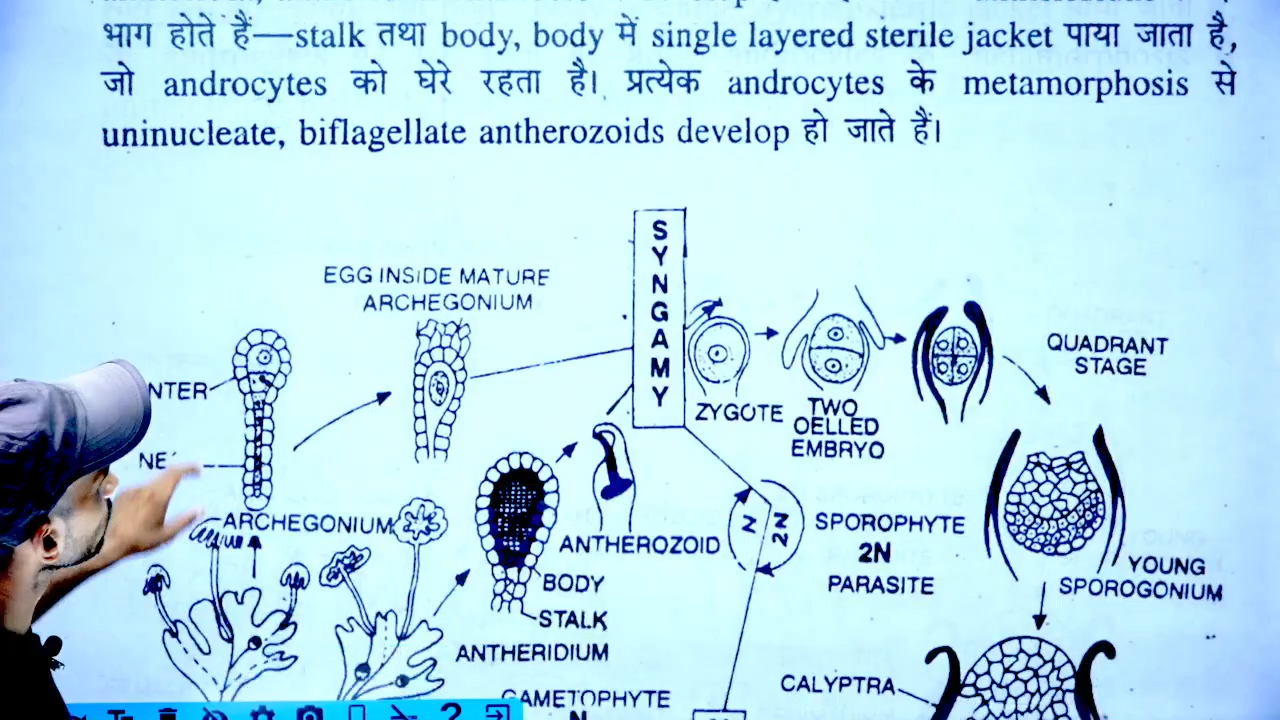 भाग होते हैं—stalk तथा body, body में single layered sterile jacket पाया जाता है,
जो androcytes को घेरे रहता है। प्रत्येक androcytes के metamorphosis से
uninucleate, biflagellate antherozoids develop हो जाते हैं।
SYNGAMY
EGG INSIDE MATURE
ARCHEGONIUM
QUADRANT
STAGE
NTER
ZYGOTE
TWO
OELLED
EMBRYO
NE
ARCHEGONIUM
ANTHEROZOID
N
2N
SPOROPHYTE
2N
PARASITE
BODY
STALK
YOUNG
SPOROGONIUM
ANTHERIDIUM
CALYPTRA
GAMETOPHYTE
N